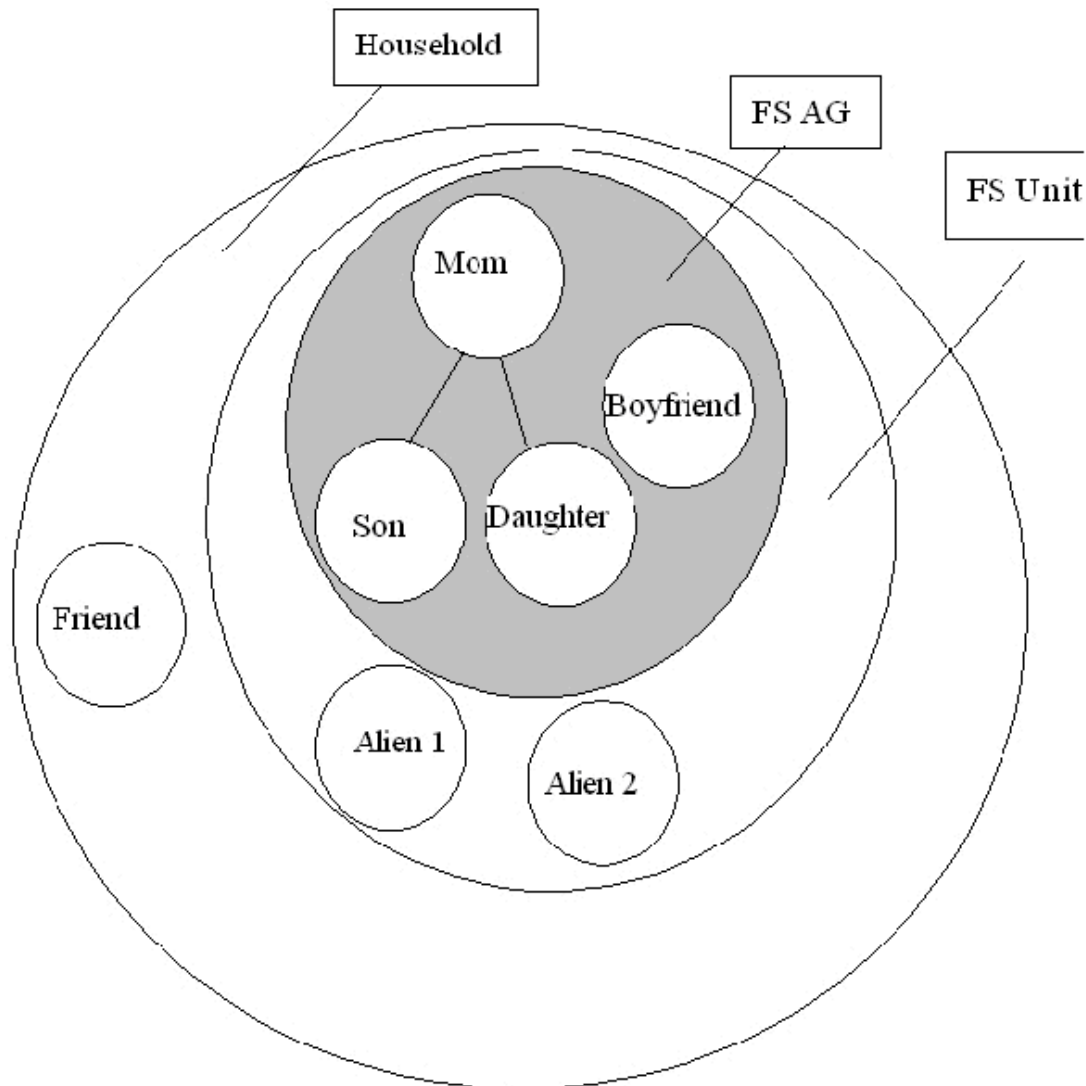 Household
FS AG
FS Unit
Mom
Boyfriend
Son
Daughter
Friend
Alien 1
Alien 2